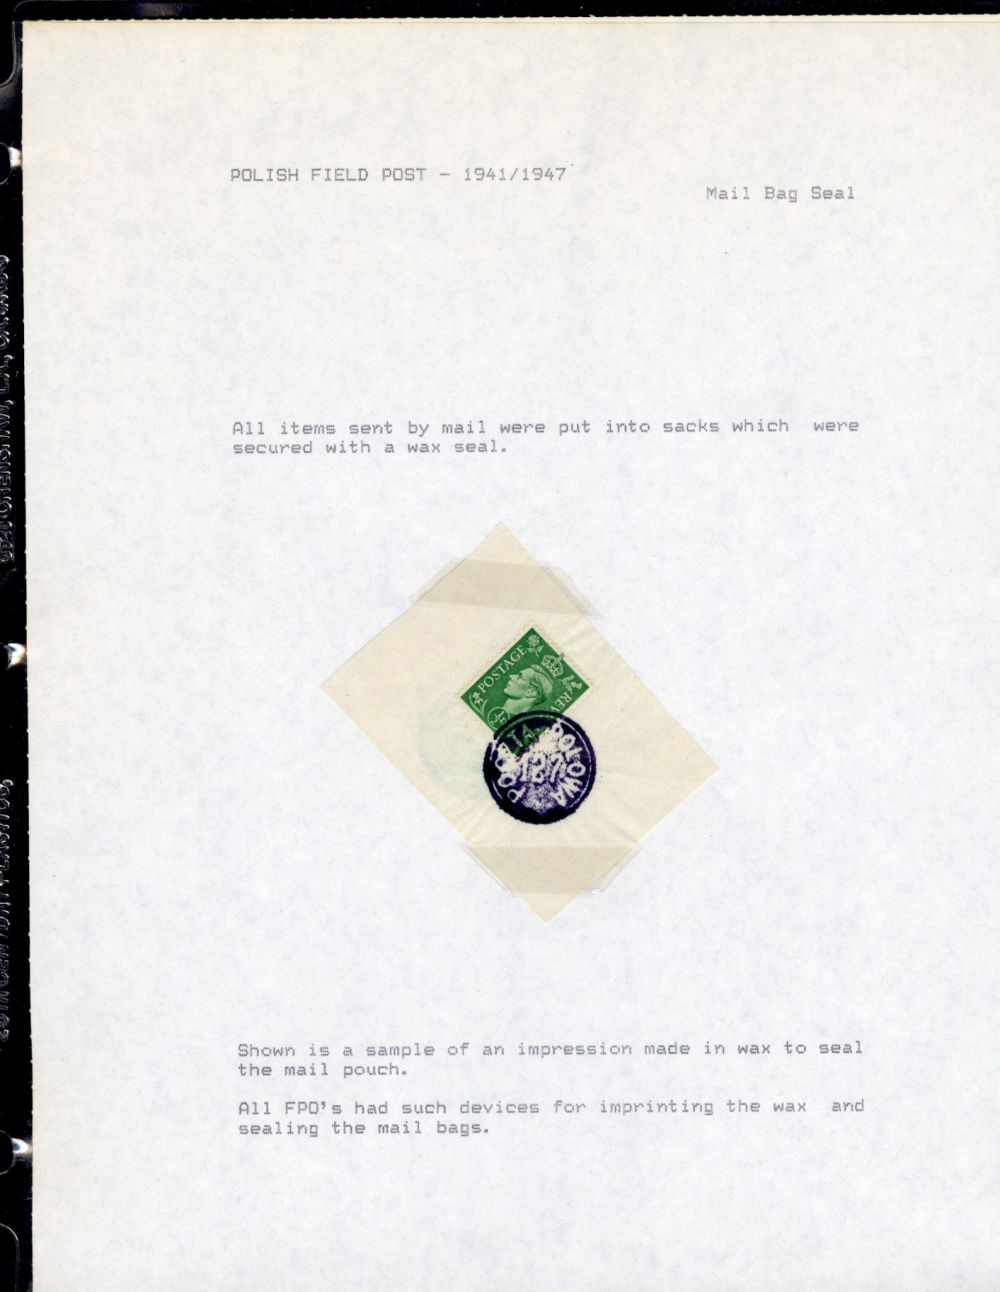 POLISH FIELD POST - 1941/1947
Mail Bag Seal
All items sent by mail were put into sacks which were
secured with a wax seal.
POSTAGE
REV
POLOWA
Shown is a sample of an impression made in wax to seal
the mail pouch.
All FPO's had such devices for imprinting the wax and
sealing the mail bags.